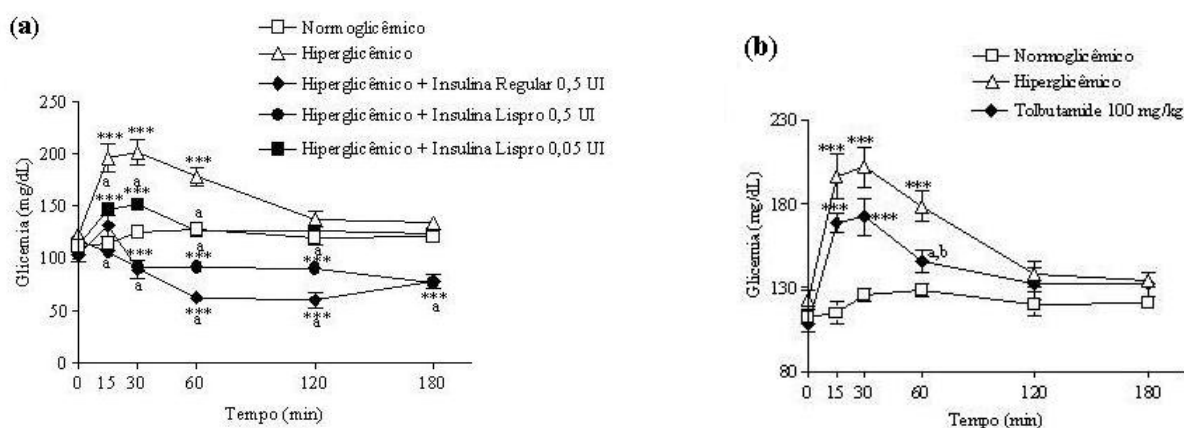 (a)
Normoglicêmico
Hiperglicêmico
Hiperglicêmico + Insulina Regular 0,5 UI
Hiperglicêmico + Insulina Lispro 0,5 UI
Hiperglicêmico + Insulina Lispro 0,05 UI
Glicemia (mg/dL)
250
200
150
100
50
0
*** *** ***
a a
*** ***
a
a
a
*** *** ***
a
*** *** ***
a a a
0 15 30 60 120 180
Tempo (min)
(b)
Normoglicêmico
Hiperglicêmico
Tolbutamide 100 mg/kg
Glicemia (mg/dL)
230
180
130
80
*** *** ***
*** ***
a,b
0 15 30 60 120 180
Tempo (min)